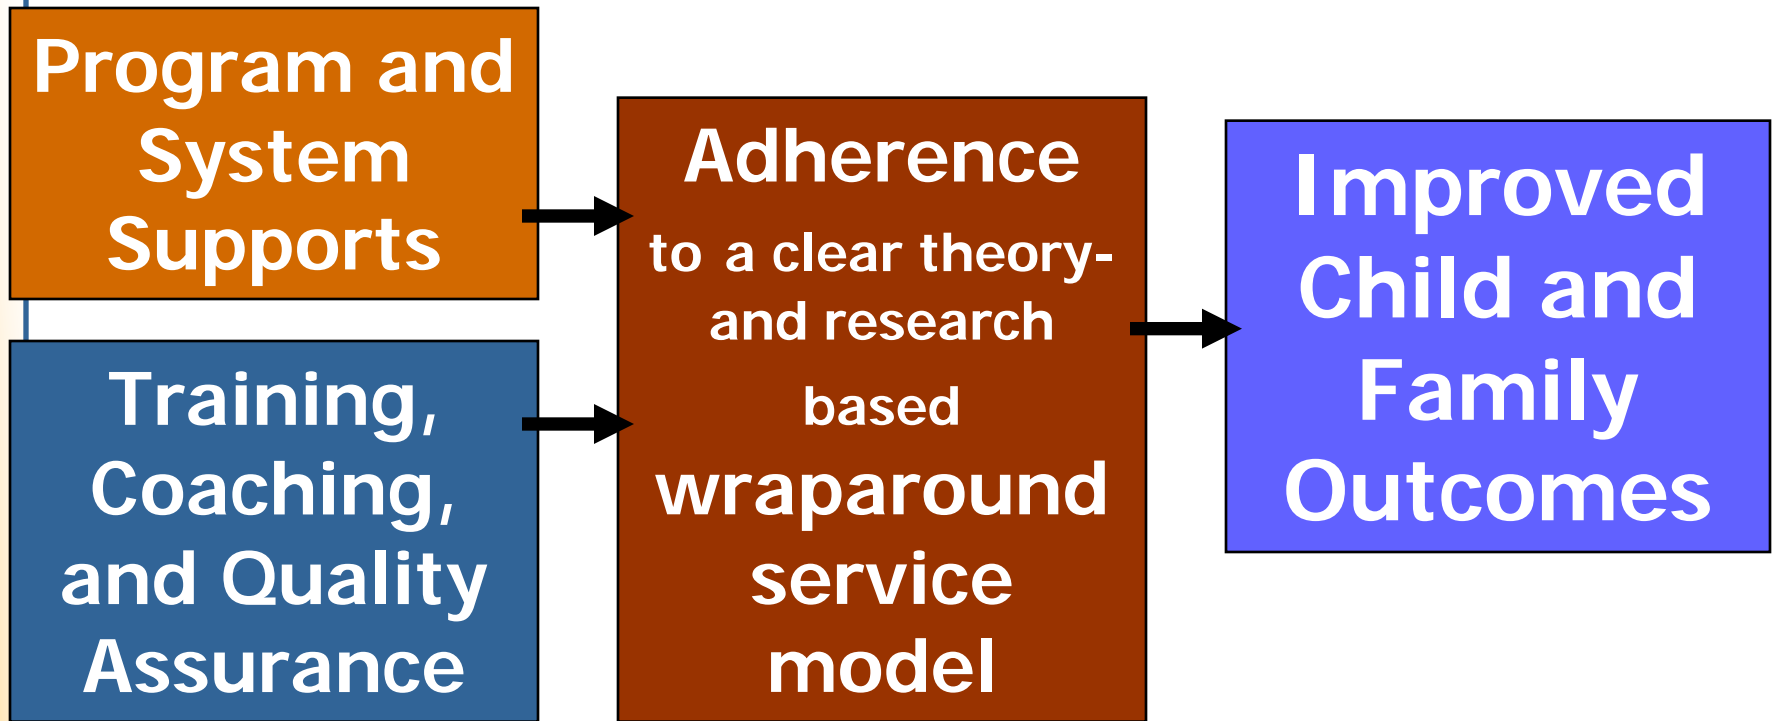 Program and
System
Supports
Training,
Coaching,
and Quality
Assurance
Adherence
to a clear theory-
and research
based
wraparound
service
model
Improved
Child and
Family
Outcomes